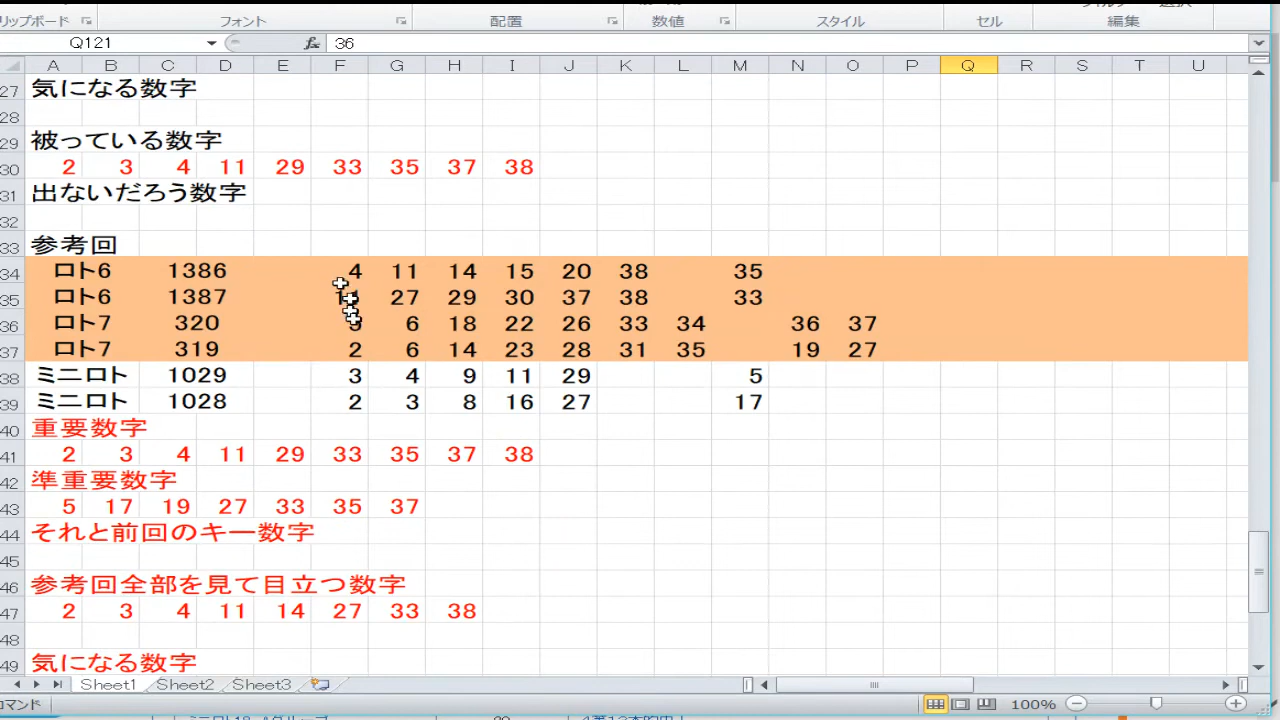 リップボード フォント 配置 数値 スタイル セル 編集
Q121 fx 36
A B C D E F G H I J K L M N O P Q R S T U
27 気になる数字
28
29 被っている数字
30 2 3 4 11 29 33 35 37 38
31 出ないだろう数字
32
33 参考回
34 ロト6 1386 4 11 14 15 20 38 35
35 ロト6 1387 27 29 30 37 38 33
36 ロト7 320 6 18 22 26 33 34 36 37
37 ロト7 319 2 6 14 23 28 31 35 19 27
38 ミニロト 1029 3 4 9 11 29 5
39 ミニロト 1028 2 3 8 16 27 17
40 重要数字
41 2 3 4 11 29 33 35 37 38
42 準重要数字
43 5 17 19 27 33 35 37
44 それと前回のキー数字
45
46 参考回全部を見て目立つ数字
47 2 3 4 11 14 27 33 38
48
49 気になる数字
Sheet1 Sheet2 Sheet3
コマンド 100%